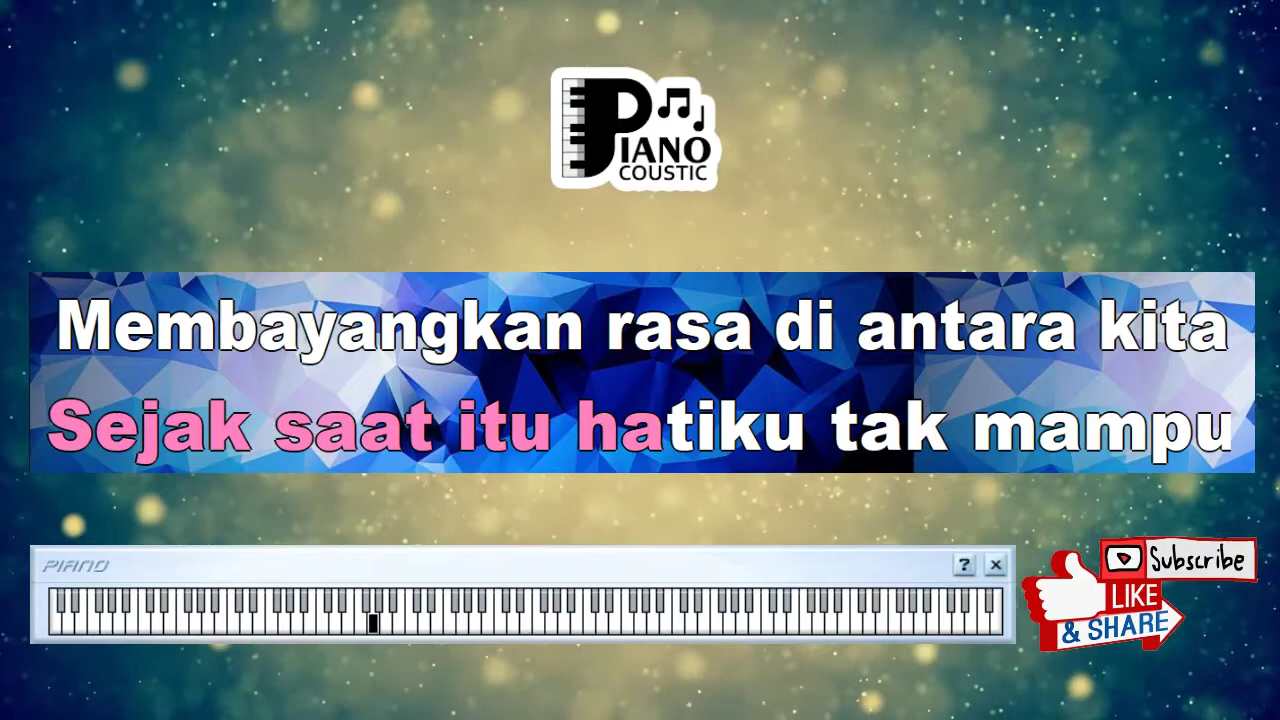 PIANO
COUSTIC
Membayangkan rasa di antara kita
Sejak saat itu hatiku tak mampu
PIANO
? ×
Subscribe
LIKE
& SHARE